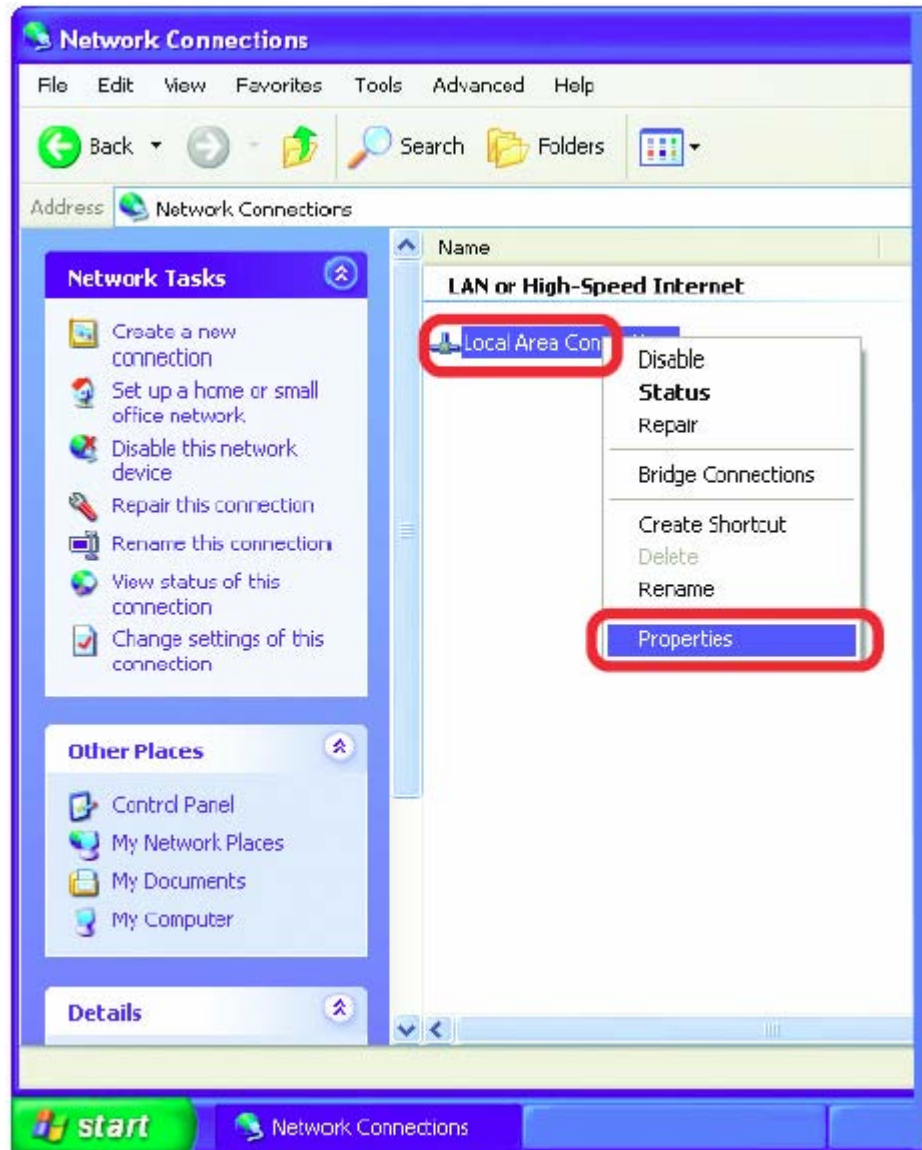 Network Connections
File Edit View Favorites Tools Advanced Help
Back Search Folders
Address Network Connections
Network Tasks
Create a new
connection
Set up a home or small
office network
Disable this network
device
Repair this connection
Rename this connection
View status of this
connection
Change settings of this
connection
Other Places
Control Panel
My Network Places
My Documents
My Computer
Details
Name
LAN or High-Speed Internet
Local Area
Disable
Status
Repair
Bridge Connections
Create Shortcut
Delete
Rename
Properties
start Network Connections